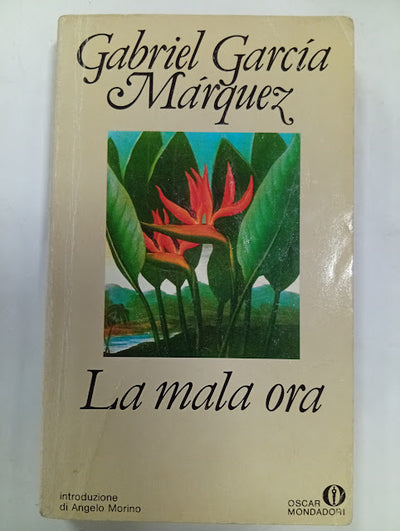 Gabriel García
Márquez
La mala ora
introduzione
di Angelo Morino
OSCAR
MONDADORI